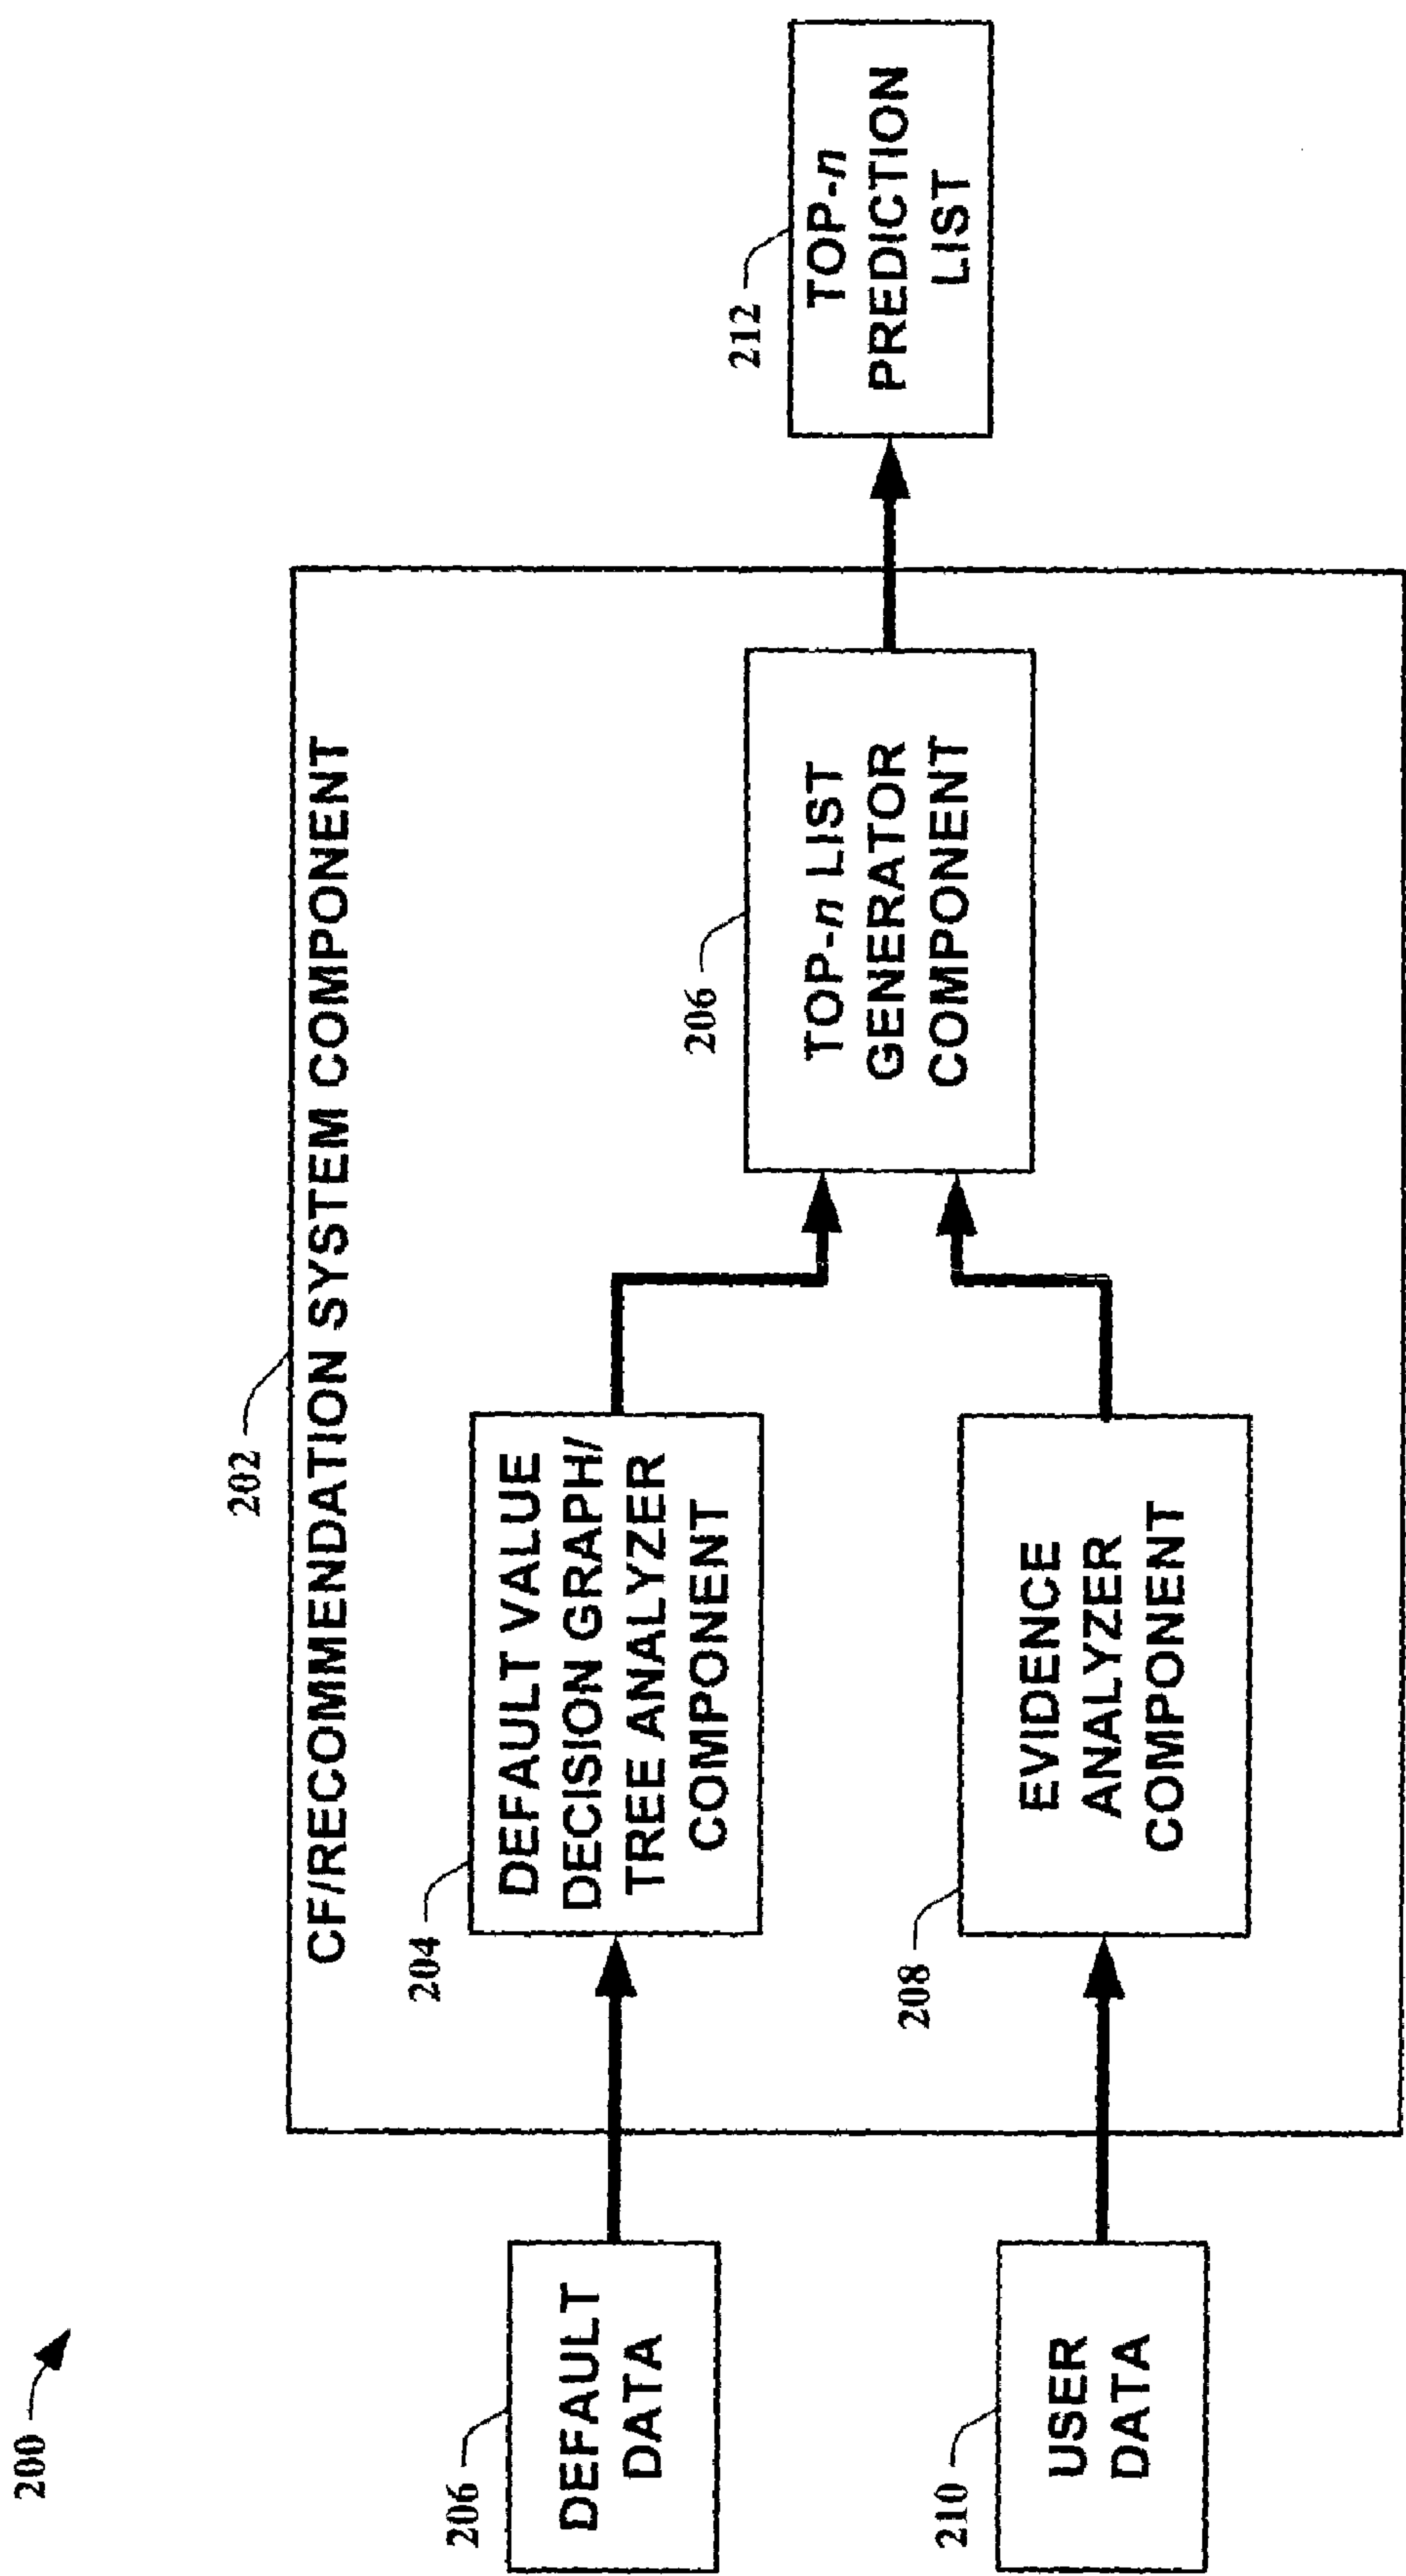 200
202
CF/RECOMMENDATION SYSTEM COMPONENT
206
DEFAULT
DATA
204
DEFAULT VALUE
DECISION GRAPH/
TREE ANALYZER
COMPONENT
206
TOP-n LIST
GENERATOR
COMPONENT
212
TOP-n
PREDICTION
LIST
210
USER
DATA
208
EVIDENCE
ANALYZER
COMPONENT